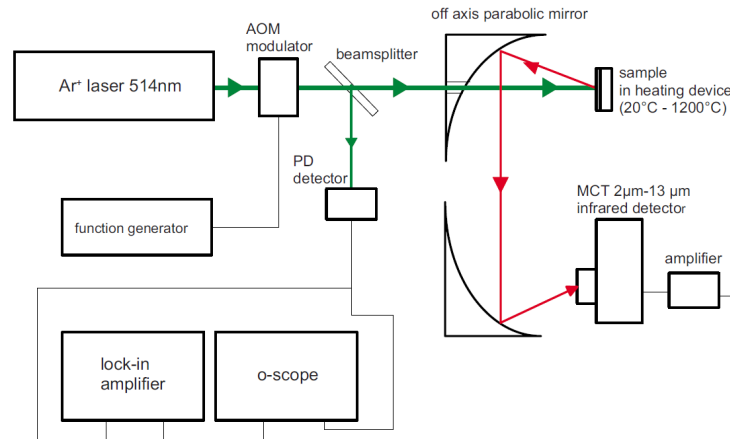 off axis parabolic mirror
AOM
modulator
beamsplitter
Ar⁺ laser 514nm
sample
in heating device
(20°C - 1200°C)
PD
detector
MCT 2µm-13 µm
infrared detector
function generator
amplifier
lock-in
amplifier
o-scope